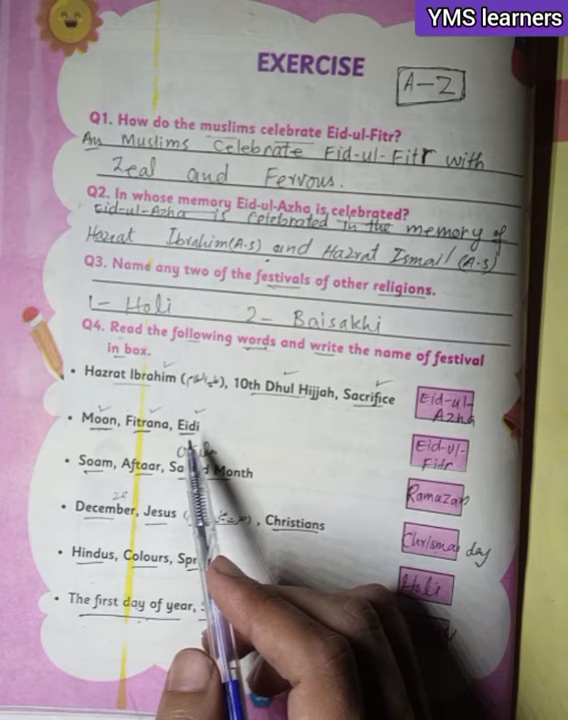 YMS learners
EXERCISE
A-Z
Q1. How do the muslims celebrate Eid-ul-Fitr?
Muslims Celebrate Eid-ul-Fitr with
Zeal and Fervous.
Q2. In whose memory Eid-ul-Azha is celebrated?
Eid-ul-Azha is celebrated in the memory of
Hazrat Ibrahim (A.S) and Hazrat Ismail (A.S)
Q3. Name any two of the festivals of other religions.
1- Holi 2- Baisakhi
Q4. Read the following words and write the name of festival
in box.
• Hazrat Ibrahim (), 10th Dhul Hijjah, Sacrifice
Eid-ul-
Azha
• Moon, Fitrana, Eidi
Eid-ul-
Fitr
• Soam, Aftaar, Month
Ramazan
25
• December, Jesus (), Christians
Chrismas day
• Hindus, Colours,
Holi
• The first day of year,